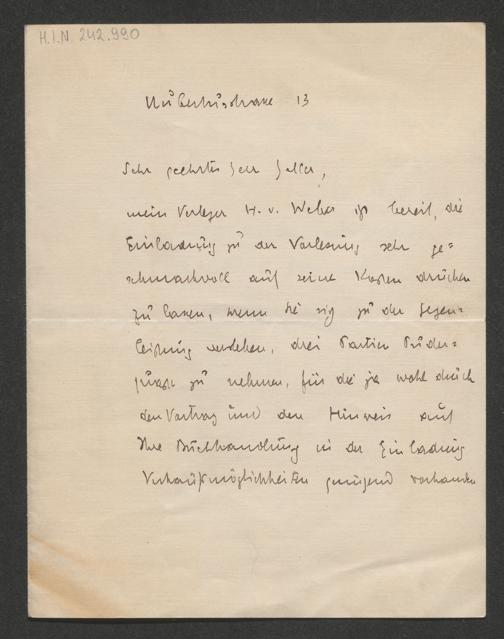 H.I.N. 242.990
13
Sehr geehrter Herr Heller,
mein Verleger H. v. Weber ist bereit, die
Einladung zu der Vorlesung sehr ge=
schmackvoll auf seine Kosten drucken
zu lassen, wenn Sie sich zu der Gegen=
leistung verstehen, drei Partien
zu nehmen, für die ja wohl durch
den Vortrag und den Hinweis auf
Ihre Buchhandlung in der Einladung
Verkaufsmöglichkeiten genügend vorhanden